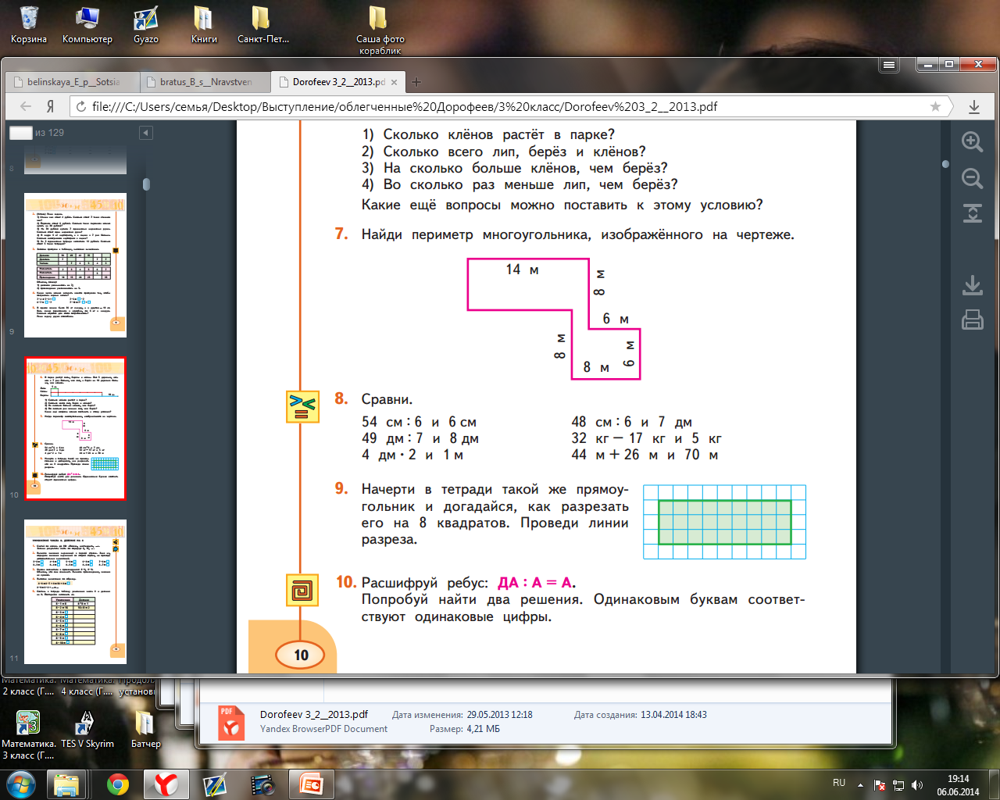 Корзина
Компьютер
Gyazo
Книги
Санкт-Пет...
Саша фото
кораблик
belinskaya_E_p__Sotsia
bratus_B_s__Nravstven
Dorofeev 3_2__2013.pd
file:///C:/Users/семья/Desktop/Выступление/облегченные%20Дорофеев/3%20класс/Dorofeev%203_2__2013.pdf
из 129
8
9
10
11
1) Сколько клёнов растёт в парке?
2) Сколько всего лип, берёз и клёнов?
3) На сколько больше клёнов, чем берёз?
4) Во сколько раз меньше лип, чем берёз?
Какие ещё вопросы можно поставить к этому условию?
7. Найди периметр многоугольника, изображённого на чертеже.
14 м
8 м
6 м
8 м
6 м
8 м
8. Сравни.
54 см : 6 и 6 см
48 см : 6 и 7 дм
49 дм : 7 и 8 дм
32 кг − 17 кг и 5 кг
4 дм · 2 и 1 м
44 м + 26 м и 70 м
9. Начерти в тетради такой же прямоу-
гольник и догадайся, как разрезать
его на 8 квадратов. Проведи линии
разреза.
10. Расшифруй ребус: ДА : А = А.
Попробуй найти два решения. Одинаковым буквам соответ-
ствуют одинаковые цифры.
10
Математика.
2 класс (Г....
Математика.
4 класс (Г....
Продол.
установ
Dorofeev 3_2__2013.pdf
Дата изменения: 29.05.2013 12:18
Дата создания: 13.04.2014 18:43
Yandex BrowserPDF Document
Размер: 4,21 МБ
Математика.
3 класс (Г....
TES V Skyrim
Батчер
RU
19:14
06.06.2014